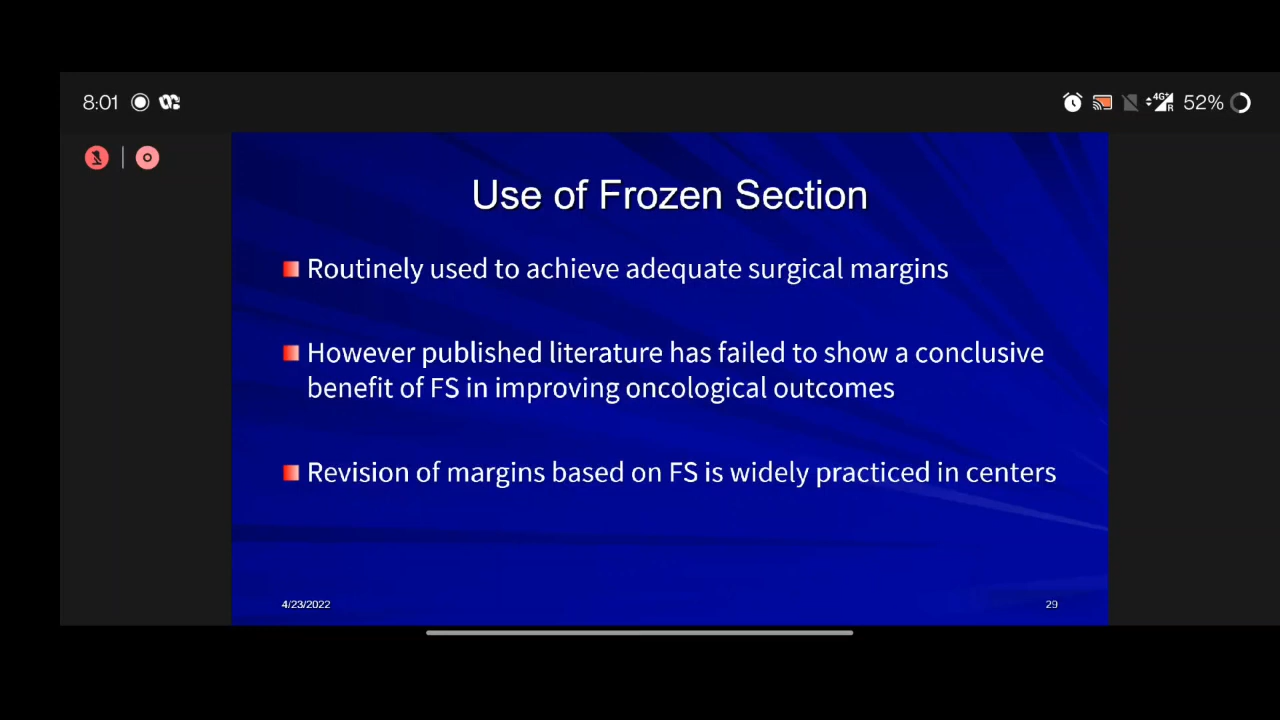 8:01
4G+
R
52%
Use of Frozen Section
Routinely used to achieve adequate surgical margins
However published literature has failed to show a conclusive
benefit of FS in improving oncological outcomes
Revision of margins based on FS is widely practiced in centers
4/23/2022
29